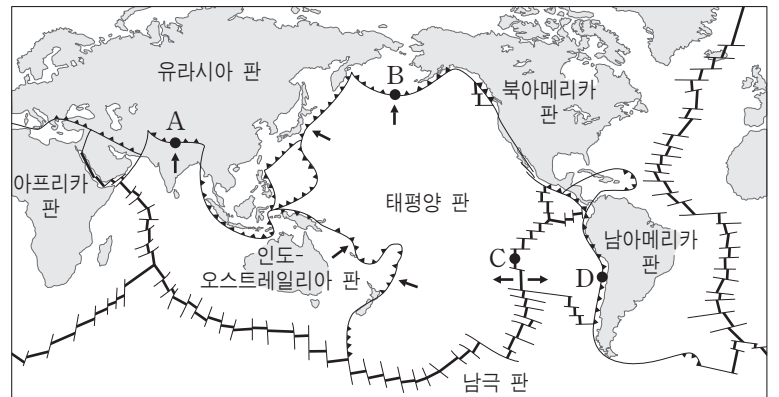 유라시아 판
B
북아메리카
판
A
아프리카
판
태평양 판
인도-
오스트레일리아 판
C
D
남아메리카
판
남극 판